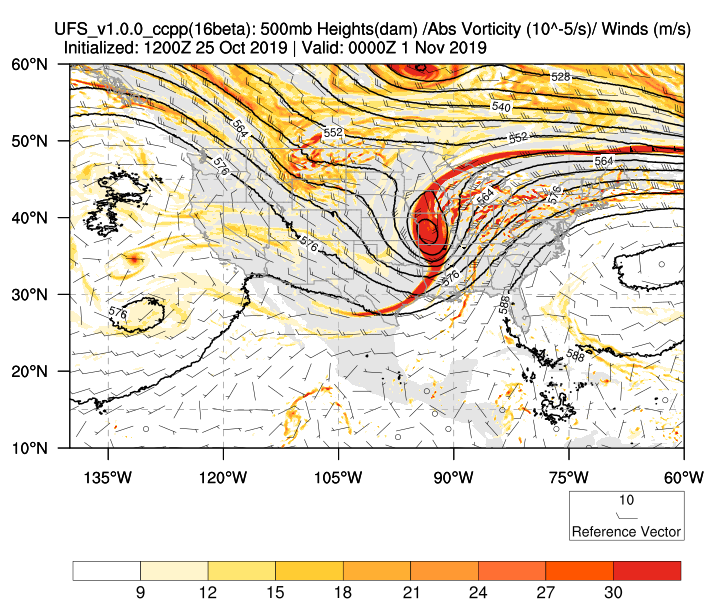 UFS_v1.0.0_ccpp(16beta): 500mb Heights(dam) /Abs Vorticity (10^-5/s)/ Winds (m/s)
Initialized: 1200Z 25 Oct 2019 | Valid: 0000Z 1 Nov 2019
60°N
528
540
552
552
50°N
564
564
576
564
576
40°N
576
576
30°N
576
588
588
20°N
10°N
135°W 120°W 105°W 90°W 75°W 60°W
10
Reference Vector
9 12 15 18 21 24 27 30